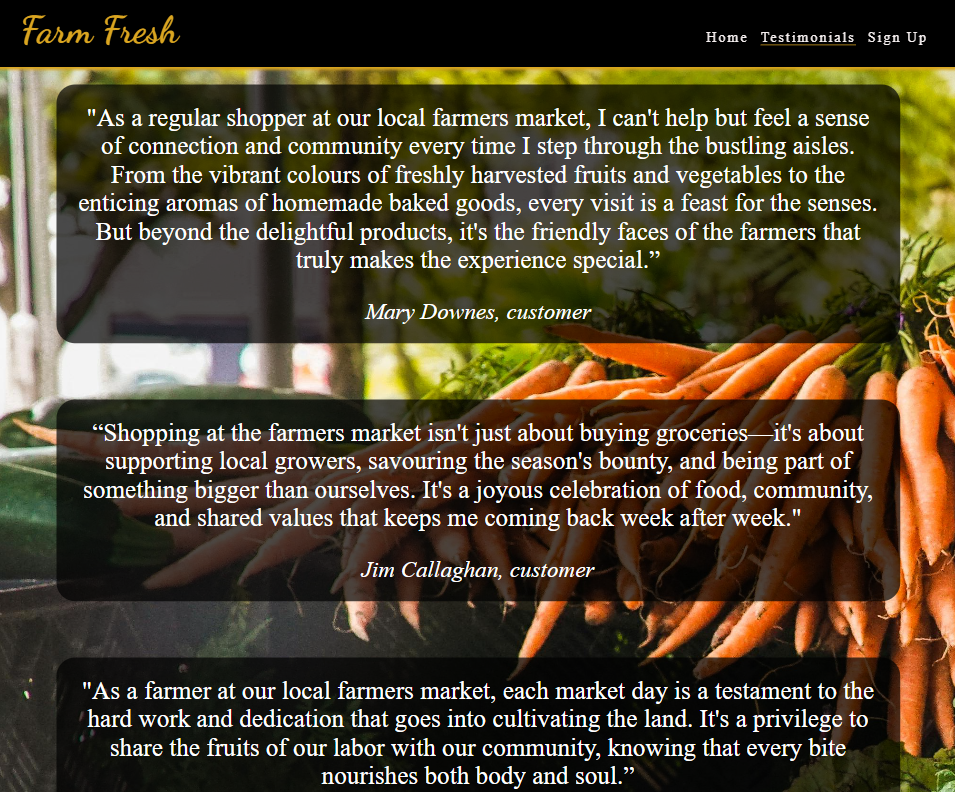 Farm Fresh
Home Testimonials Sign Up
"As a regular shopper at our local farmers market, I can't help but feel a sense
of connection and community every time I step through the bustling aisles.
From the vibrant colours of freshly harvested fruits and vegetables to the
enticing aromas of homemade baked goods, every visit is a feast for the senses.
But beyond the delightful products, it's the friendly faces of the farmers that
truly makes the experience special.”
Mary Downes, customer
“Shopping at the farmers market isn't just about buying groceries—it's about
supporting local growers, savouring the season's bounty, and being part of
something bigger than ourselves. It's a joyous celebration of food, community,
and shared values that keeps me coming back week after week."
Jim Callaghan, customer
"As a farmer at our local farmers market, each market day is a testament to the
hard work and dedication that goes into cultivating the land. It's a privilege to
share the fruits of our labor with our community, knowing that every bite
nourishes both body and soul.”